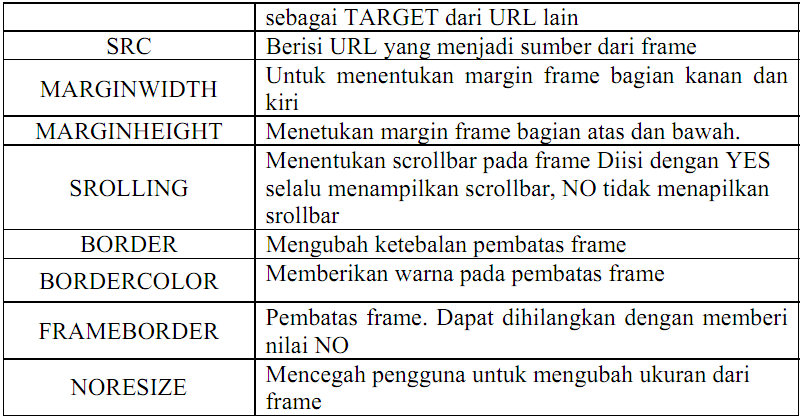 sebagai TARGET dari URL lain
SRC
Berisi URL yang menjadi sumber dari frame
MARGINWIDTH
Untuk menentukan margin frame bagian kanan dan
kiri
MARGINHEIGHT
Menetukan margin frame bagian atas dan bawah.
SROLLING
Menentukan scrollbar pada frame Diisi dengan YES
selalu menampilkan scrollbar, NO tidak menapilkan
srollbar
BORDER
Mengubah ketebalan pembatas frame
BORDERCOLOR
Memberikan warna pada pembatas frame
FRAMEBORDER
Pembatas frame. Dapat dihilangkan dengan memberi
nilai NO
NORESIZE
Mencegah pengguna untuk mengubah ukuran dari
frame